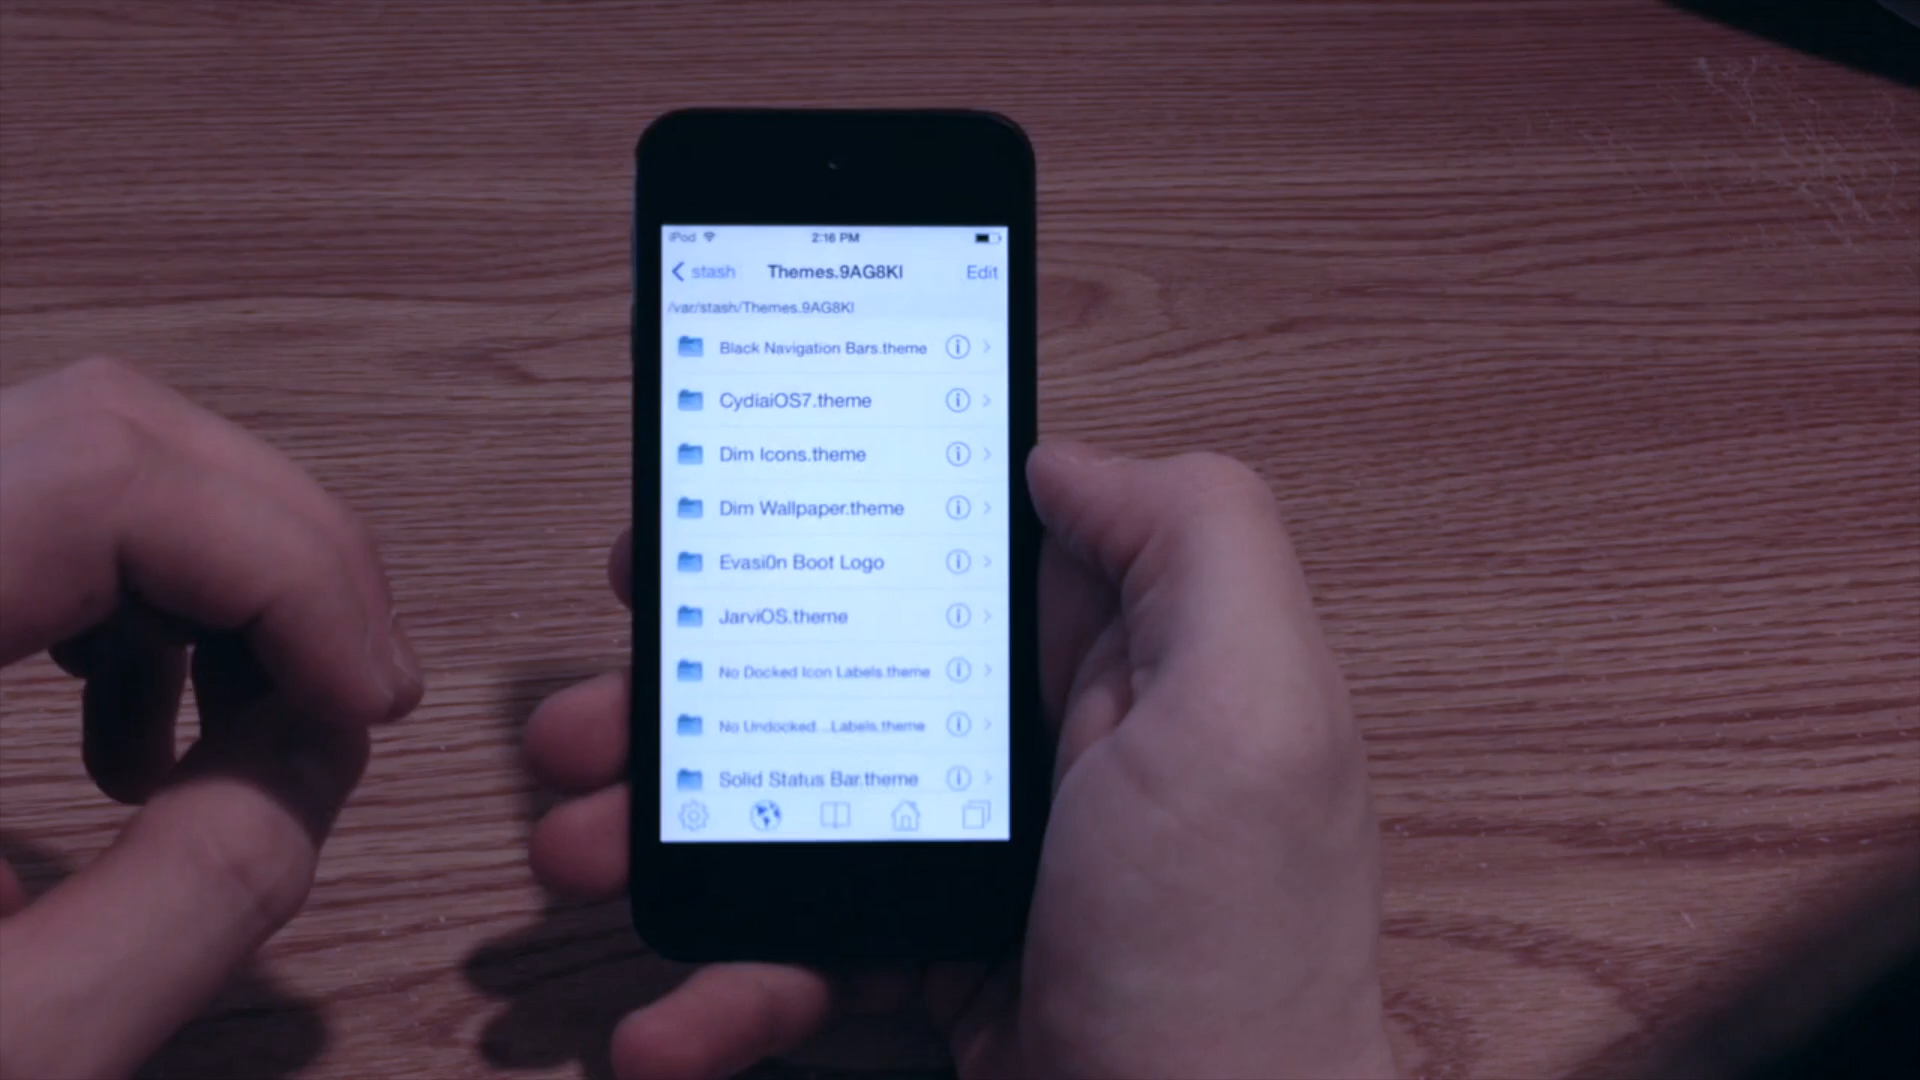 iPod 2:16 PM
stash Themes.9AG8KI Edit
/var/stash/Themes.9AG8KI
Black Navigation Bars.theme
CydiaiOS7.theme
Dim Icons.theme
Dim Wallpaper.theme
Evasi0n Boot Logo
JarviOS.theme
No Docked Icon Labels.theme
No Undocked...Labels.theme
Solid Status Bar.theme